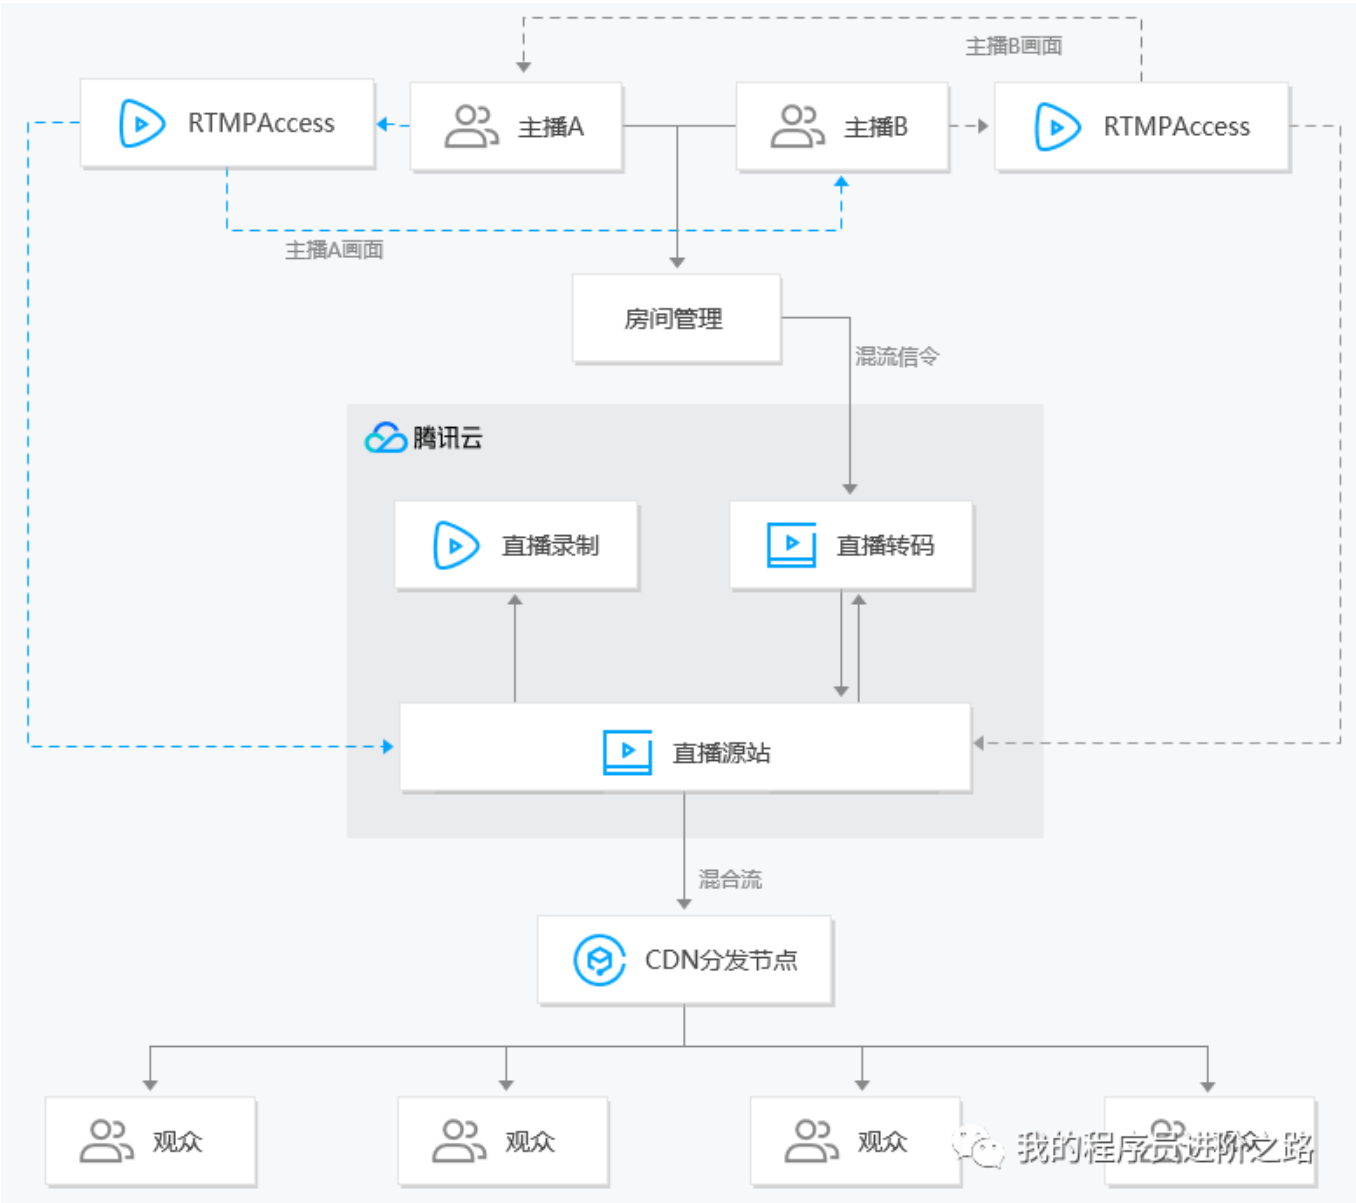 主播B画面
RTMPAccess
主播A
主播B
RTMPAccess
主播A画面
房间管理
混流信令
腾讯云
直播录制
直播转码
直播源站
混合流
CDN分发节点
观众
观众
观众
观众
我的程序员进阶之路